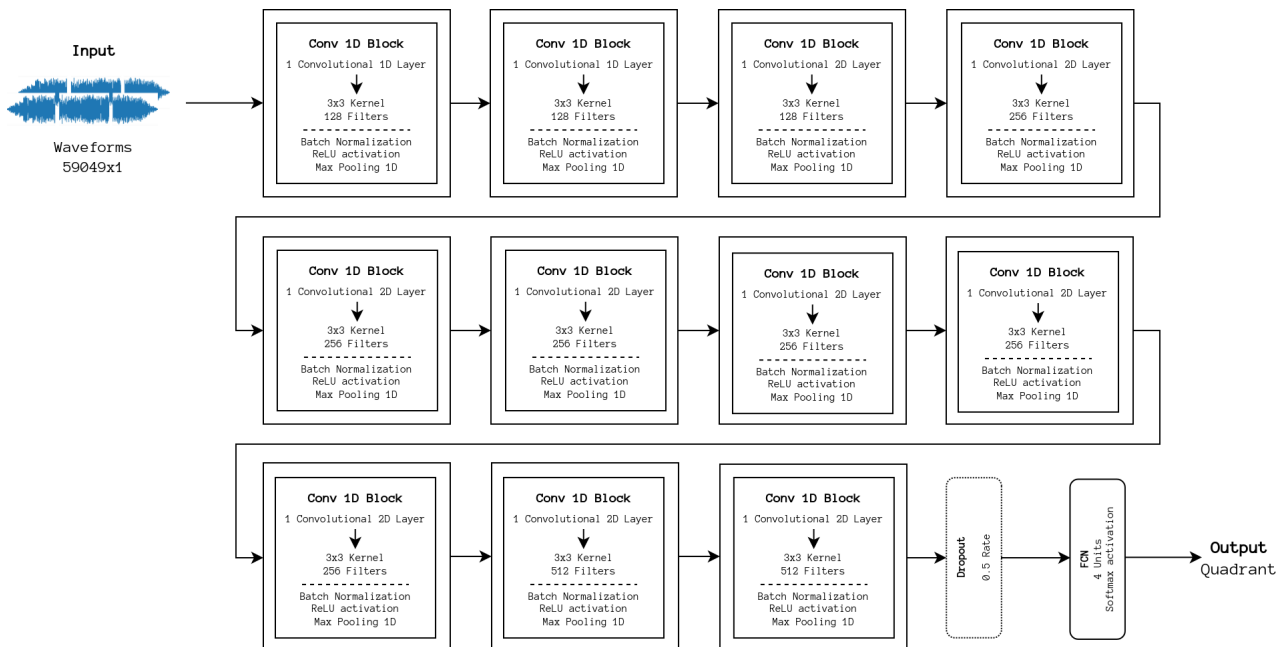 Input
Waveforms
59049x1
Conv 1D Block
1 Convolutional 1D Layer
3x3 Kernel
128 Filters
Batch Normalization
ReLU activation
Max Pooling 1D
Conv 1D Block
1 Convolutional 1D Layer
3x3 Kernel
128 Filters
Batch Normalization
ReLU activation
Max Pooling 1D
Conv 1D Block
1 Convolutional 2D Layer
3x3 Kernel
128 Filters
Batch Normalization
ReLU activation
Max Pooling 1D
Conv 1D Block
1 Convolutional 2D Layer
3x3 Kernel
256 Filters
Batch Normalization
ReLU activation
Max Pooling 1D
Conv 1D Block
1 Convolutional 2D Layer
3x3 Kernel
256 Filters
Batch Normalization
ReLU activation
Max Pooling 1D
Conv 1D Block
1 Convolutional 2D Layer
3x3 Kernel
256 Filters
Batch Normalization
ReLU activation
Max Pooling 1D
Conv 1D Block
1 Convolutional 2D Layer
3x3 Kernel
256 Filters
Batch Normalization
ReLU activation
Max Pooling 1D
Conv 1D Block
1 Convolutional 2D Layer
3x3 Kernel
256 Filters
Batch Normalization
ReLU activation
Max Pooling 1D
Conv 1D Block
1 Convolutional 2D Layer
3x3 Kernel
256 Filters
Batch Normalization
ReLU activation
Max Pooling 1D
Conv 1D Block
1 Convolutional 2D Layer
3x3 Kernel
512 Filters
Batch Normalization
ReLU activation
Max Pooling 1D
Conv 1D Block
1 Convolutional 2D Layer
3x3 Kernel
512 Filters
Batch Normalization
ReLU activation
Max Pooling 1D
Dropout
0.5 Rate
FCN
4 Units
Softmax activation
Output
Quadrant